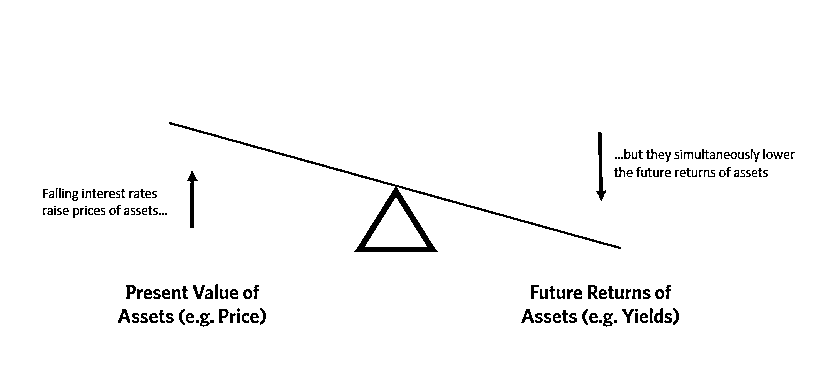 Falling interest rates
raise prices of assets...
...but they simultaneously lower
the future returns of assets
Present Value of
Assets (e.g. Price)
Future Returns of
Assets (e.g. Yields)